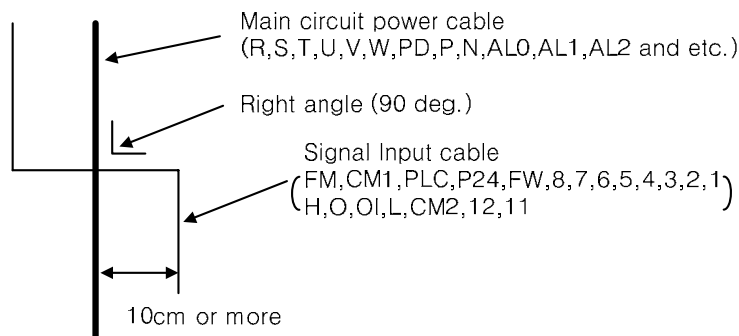 Main circuit power cable
(R,S,T,U,V,W,PD,P,N,AL0,AL1,AL2 and etc.)
Right angle (90 deg.)
Signal Input cable
(FM,CM1,PLC,P24,FW,8,7,6,5,4,3,2,1
H,O,OI,L,CM2,12,11)
10cm or more